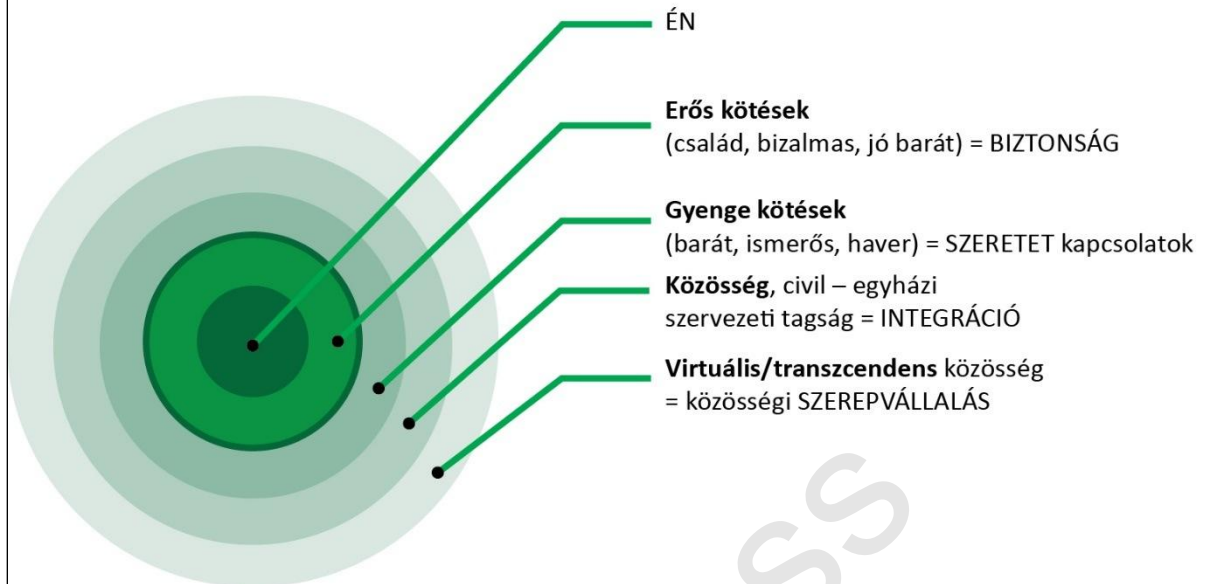 ÉN
Erős kötések
(család, bizalmas, jó barát) = BIZTONSÁG
Gyenge kötések
(barát, ismerős, haver) = SZERETET kapcsolatok
Közösség, civil – egyházi
szervezeti tagság = INTEGRÁCIÓ
Virtuális/transzcendens közösség
= közösségi SZEREPVÁLLALÁS